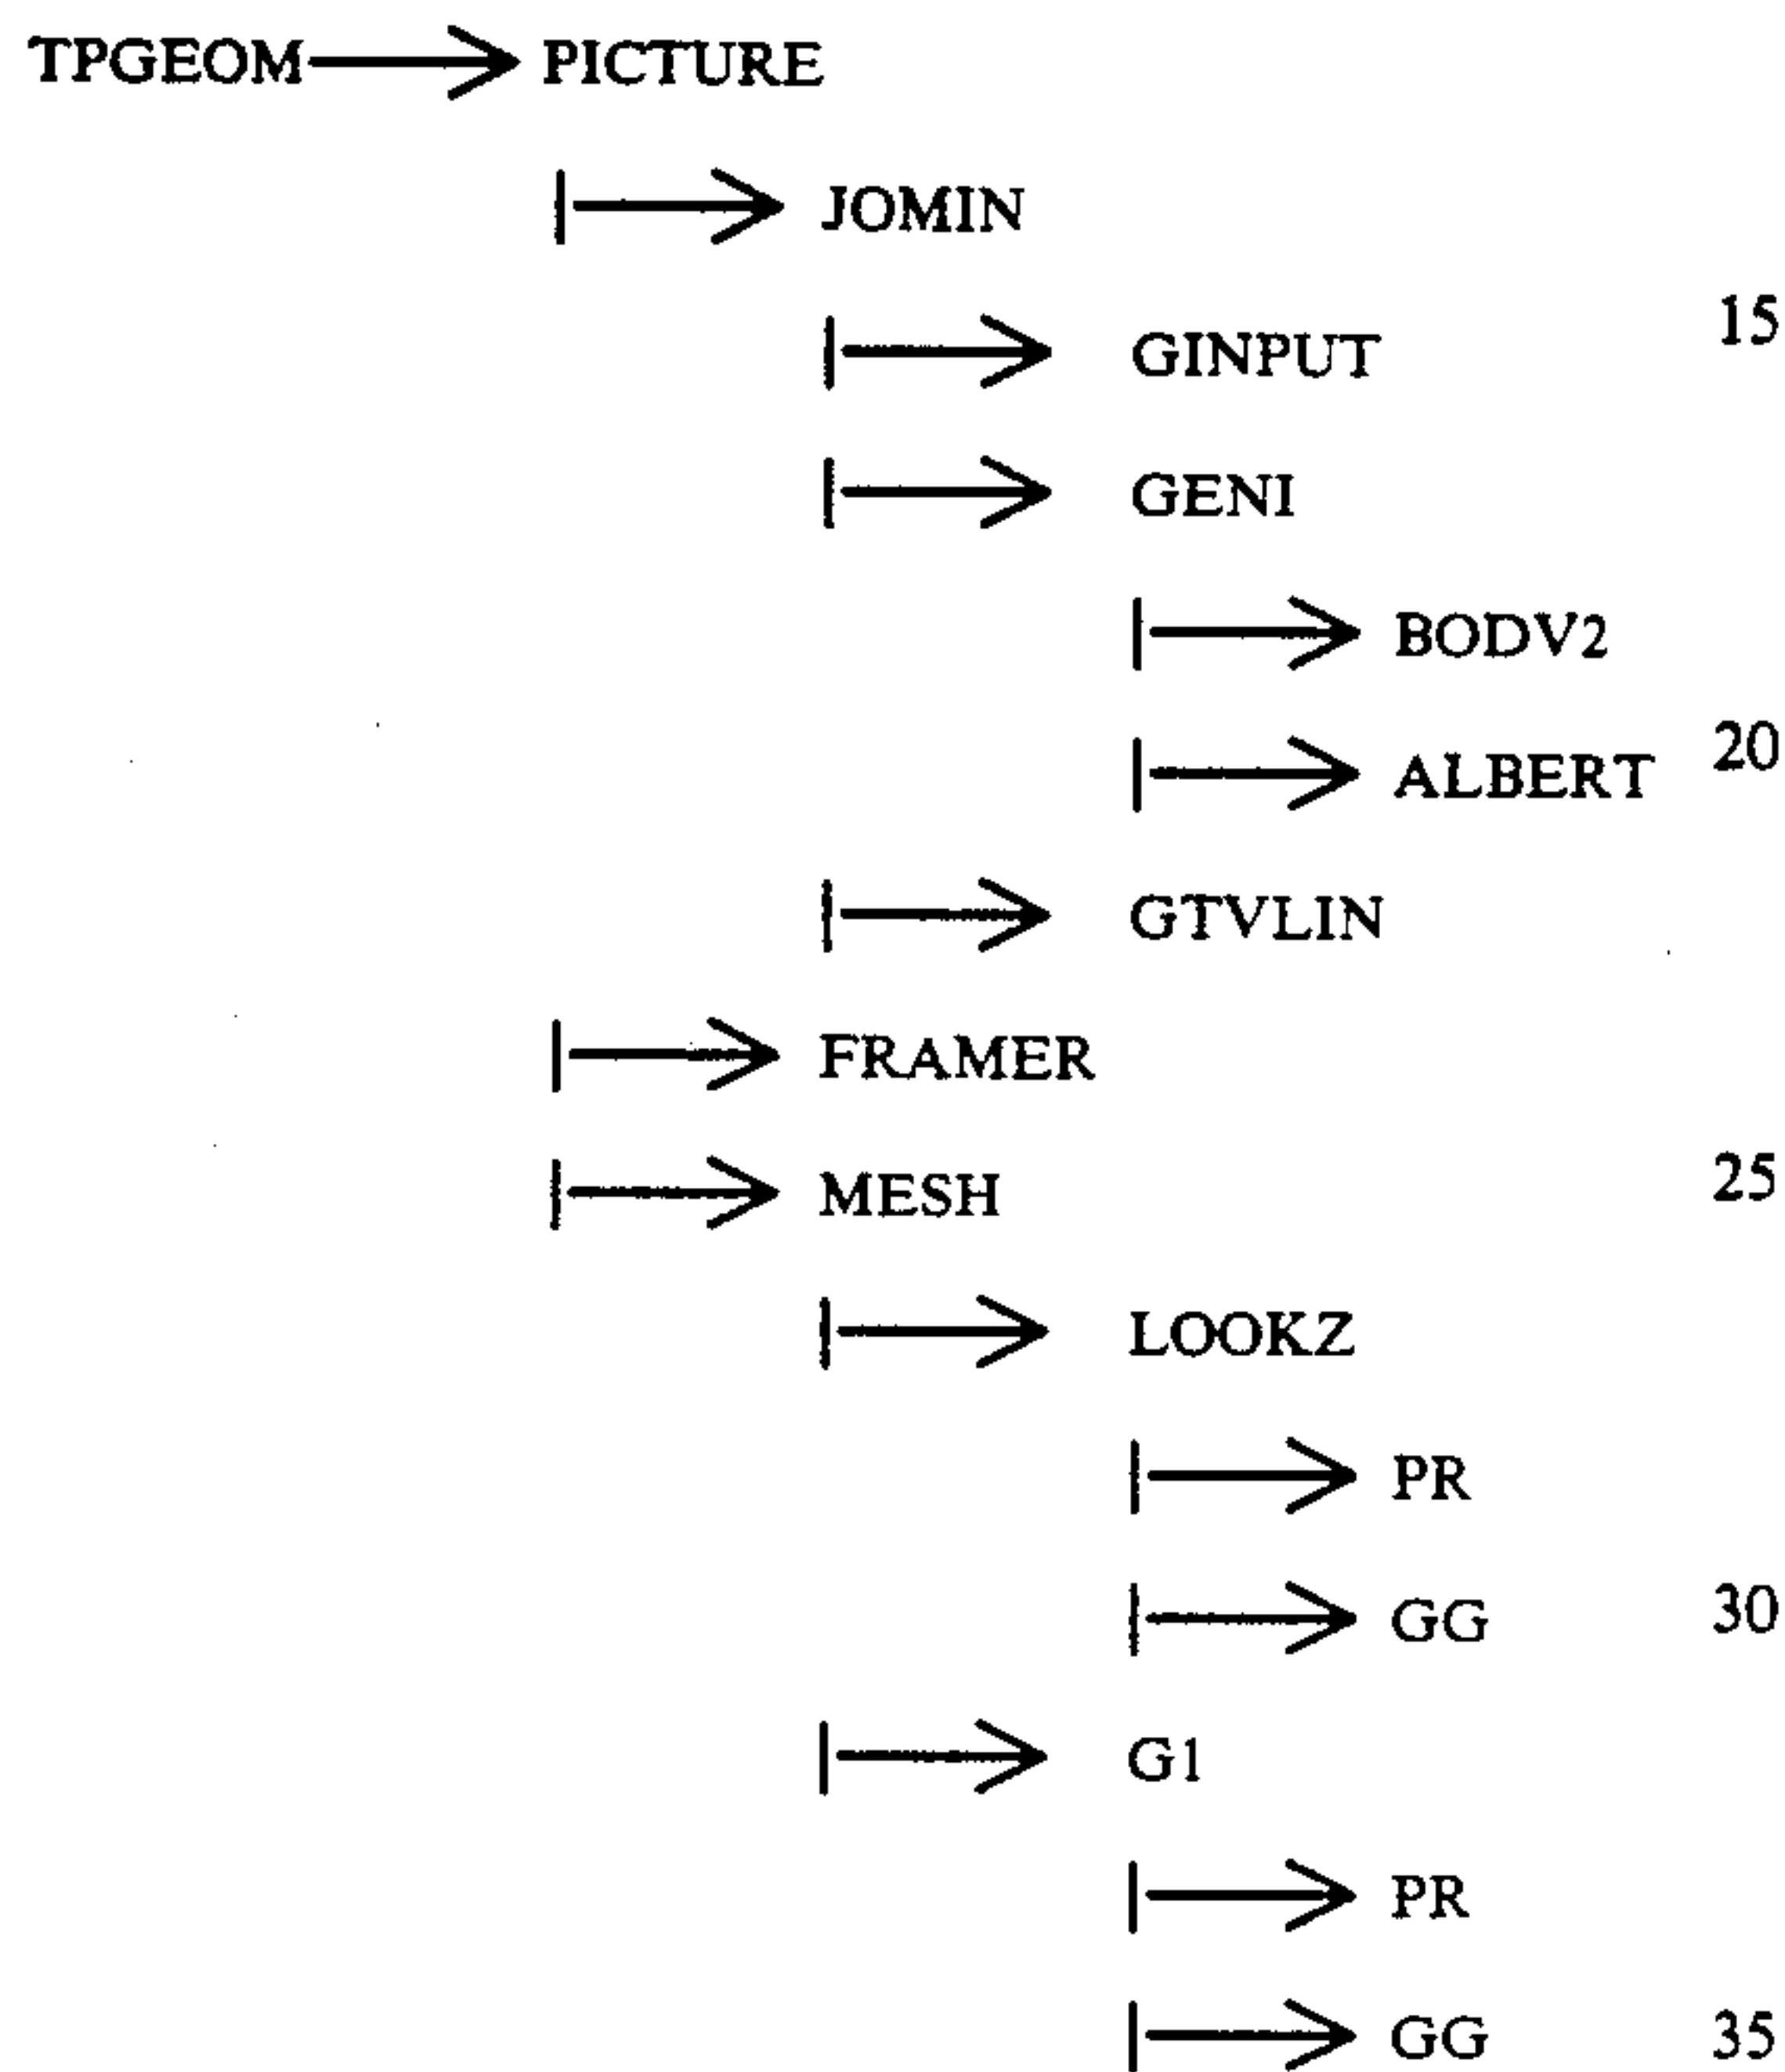 TPGEOM PICTURE
JOMIN
15
GINPUT
GENI
BODV2
20
ALBERT
GTVLIN
FRAMER
25
MESH
LOOKZ
PR
30
GG
G1
PR
35
GG